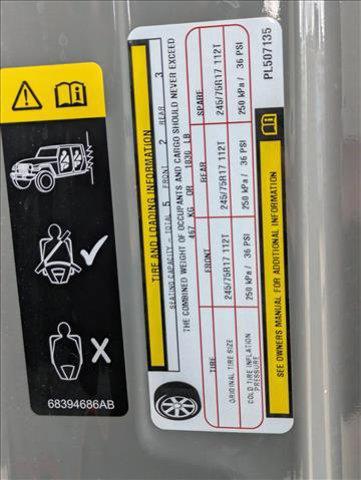 68394686AB
TIRE AND LOADING INFORMATION
SEATING CAPACITY - TOTAL 5 FRONT 2 REAR 3
THE COMBINED WEIGHT OF OCCUPANTS AND CARGO SHOULD NEVER EXCEED
467 KG OR 1030 LB
TIRE FRONT REAR SPARE
ORIGINAL TIRE SIZE 245/75R17 112T 245/75R17 112T 245/75R17 112T
COLD TIRE INFLATION PRESSURE 250 kPa / 36 PSI 250 kPa / 36 PSI 250 kPa / 36 PSI
SEE OWNERS MANUAL FOR ADDITIONAL INFORMATION
PL507135